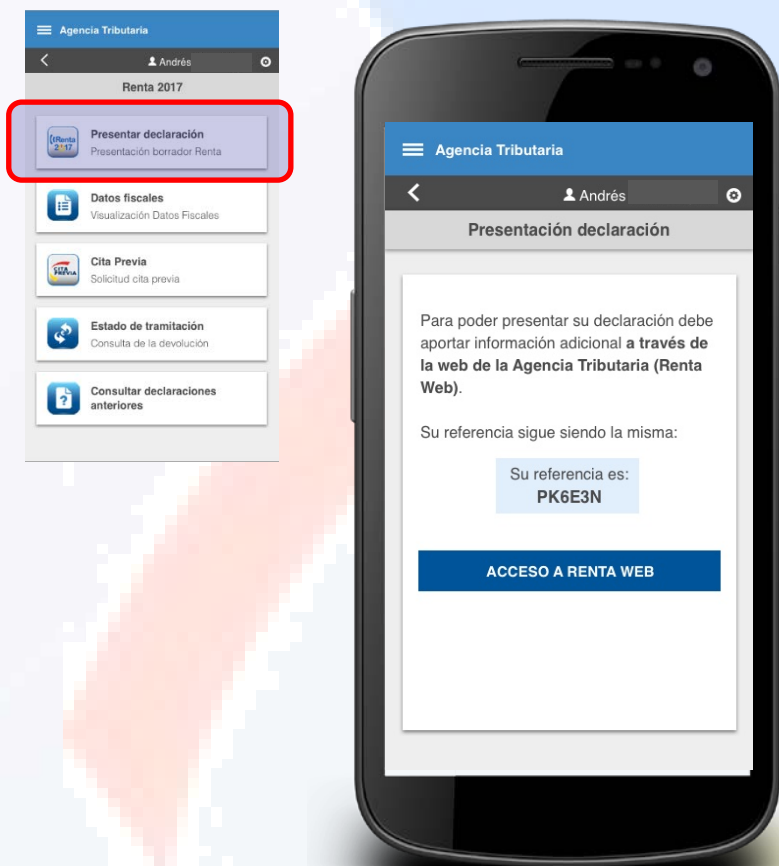 Agencia Tributaria
Andrés
Renta 2017
Renta
2017
Presentar declaración
Presentación borrador Renta
Datos fiscales
Visualización Datos Fiscales
CITA
PREVIA
Cita Previa
Solicitud cita previa
Estado de tramitación
Consulta de la devolución
?
Consultar declaraciones
anteriores
Agencia Tributaria
Andrés
Presentación declaración
Para poder presentar su declaración debe
aportar información adicional a través de
la web de la Agencia Tributaria (Renta
Web).
Su referencia sigue siendo la misma:
Su referencia es:
PK6E3N
ACCESO A RENTA WEB